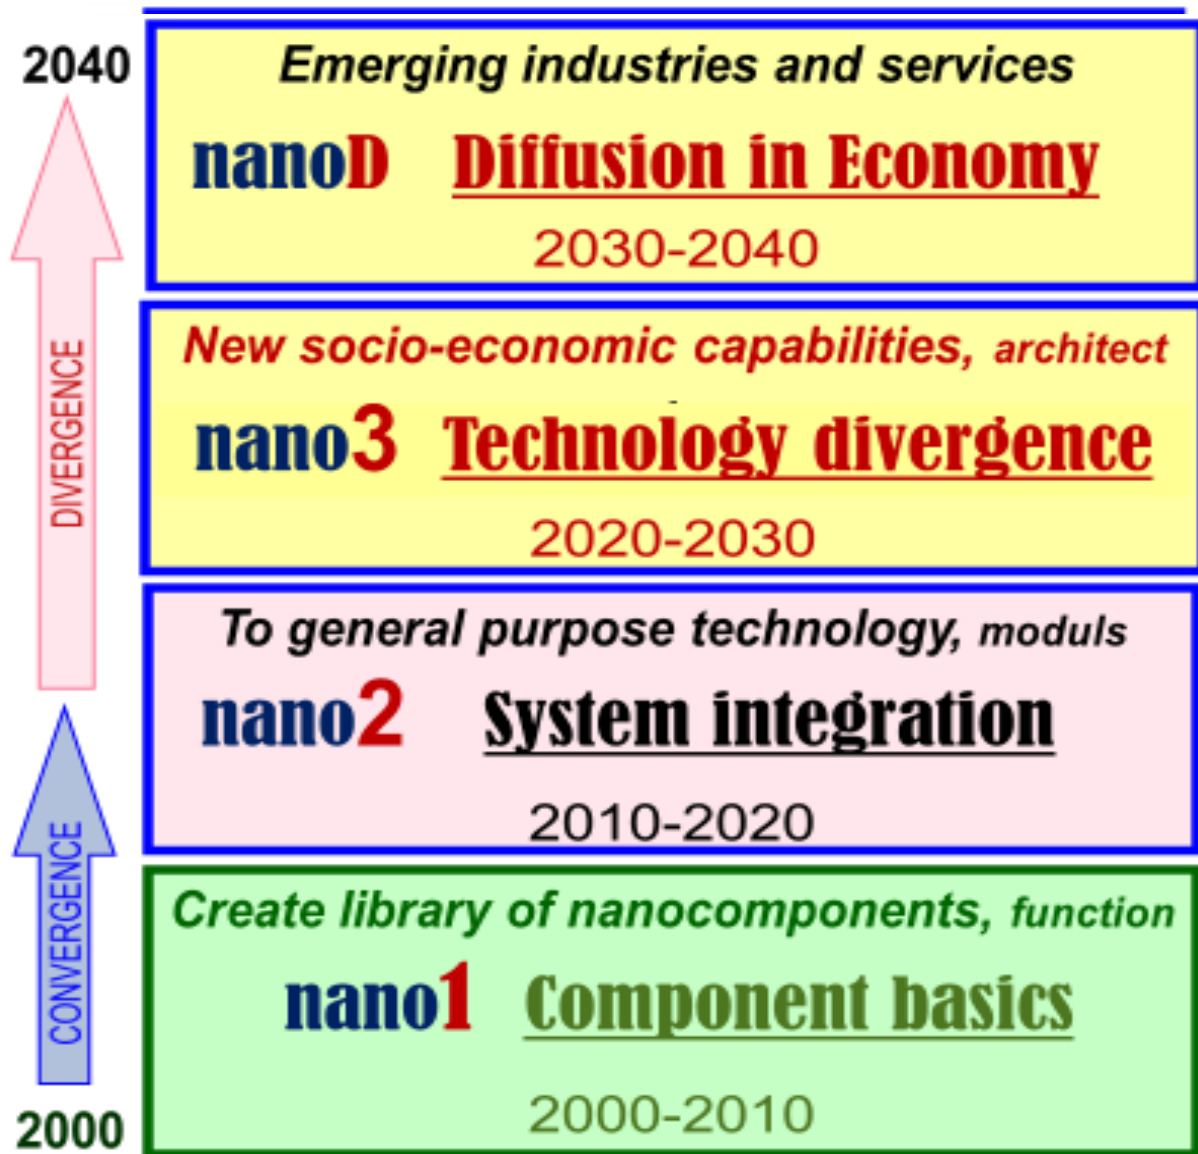 2040
Emerging industries and services
nanoD Diffusion in Economy
2030-2040
New socio-economic capabilities, architect
nano3 Technology divergence
2020-2030
DIVERGENCE
To general purpose technology, moduls
nano2 System integration
2010-2020
Create library of nanocomponents, function
nano1 Component basics
2000-2010
CONVERGENCE
2000